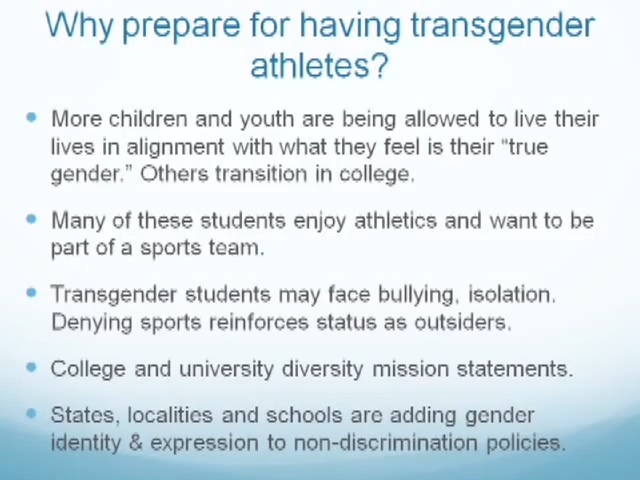 Why prepare for having transgender
athletes?
More children and youth are being allowed to live their
lives in alignment with what they feel is their “true
gender.” Others transition in college.
Many of these students enjoy athletics and want to be
part of a sports team.
Transgender students may face bullying, isolation.
Denying sports reinforces status as outsiders.
College and university diversity mission statements.
States, localities and schools are adding gender
identity & expression to non-discrimination policies.